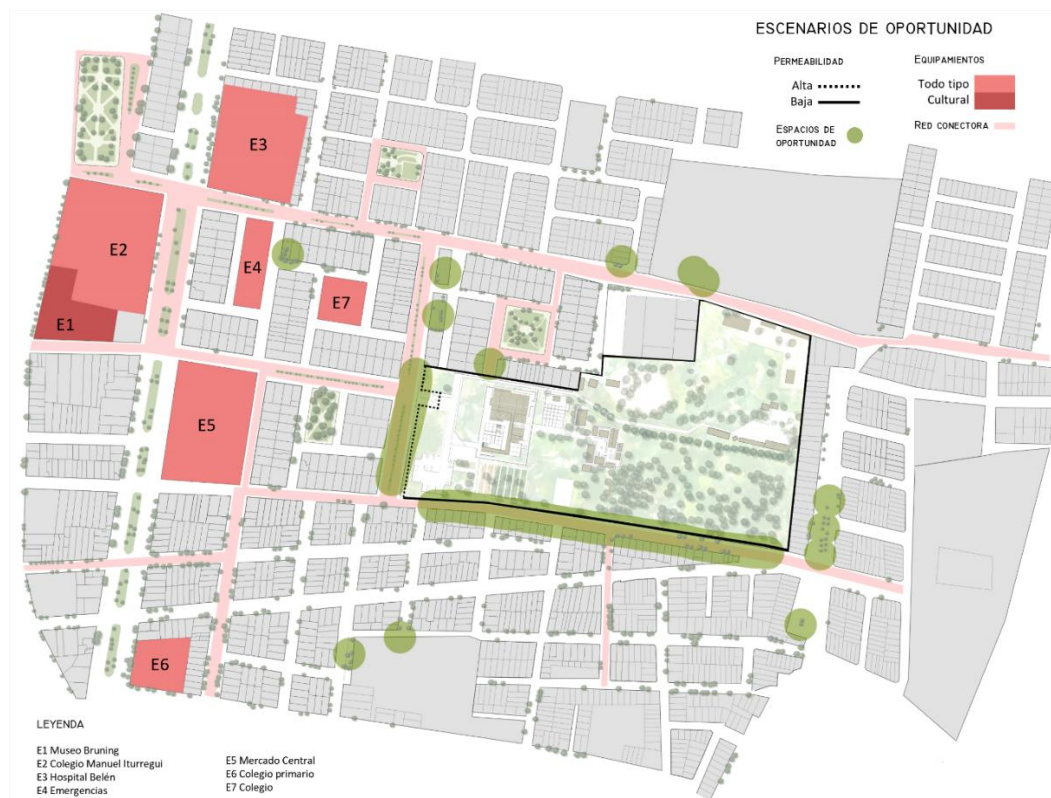 ESCENARIOS DE OPORTUNIDAD
PERMEABILIDAD
Alta
Baja
ESPACIOS DE
OPORTUNIDAD
EQUIPAMIENTOS
Todo tipo
Cultural
RED CONECTORA
E3
E2
E4
E7
E1
E5
E6
LEYENDA
E1 Museo Bruning
E2 Colegio Manuel Iturregui
E3 Hospital Belén
E4 Emergencias
E5 Mercado Central
E6 Colegio primario
E7 Colegio